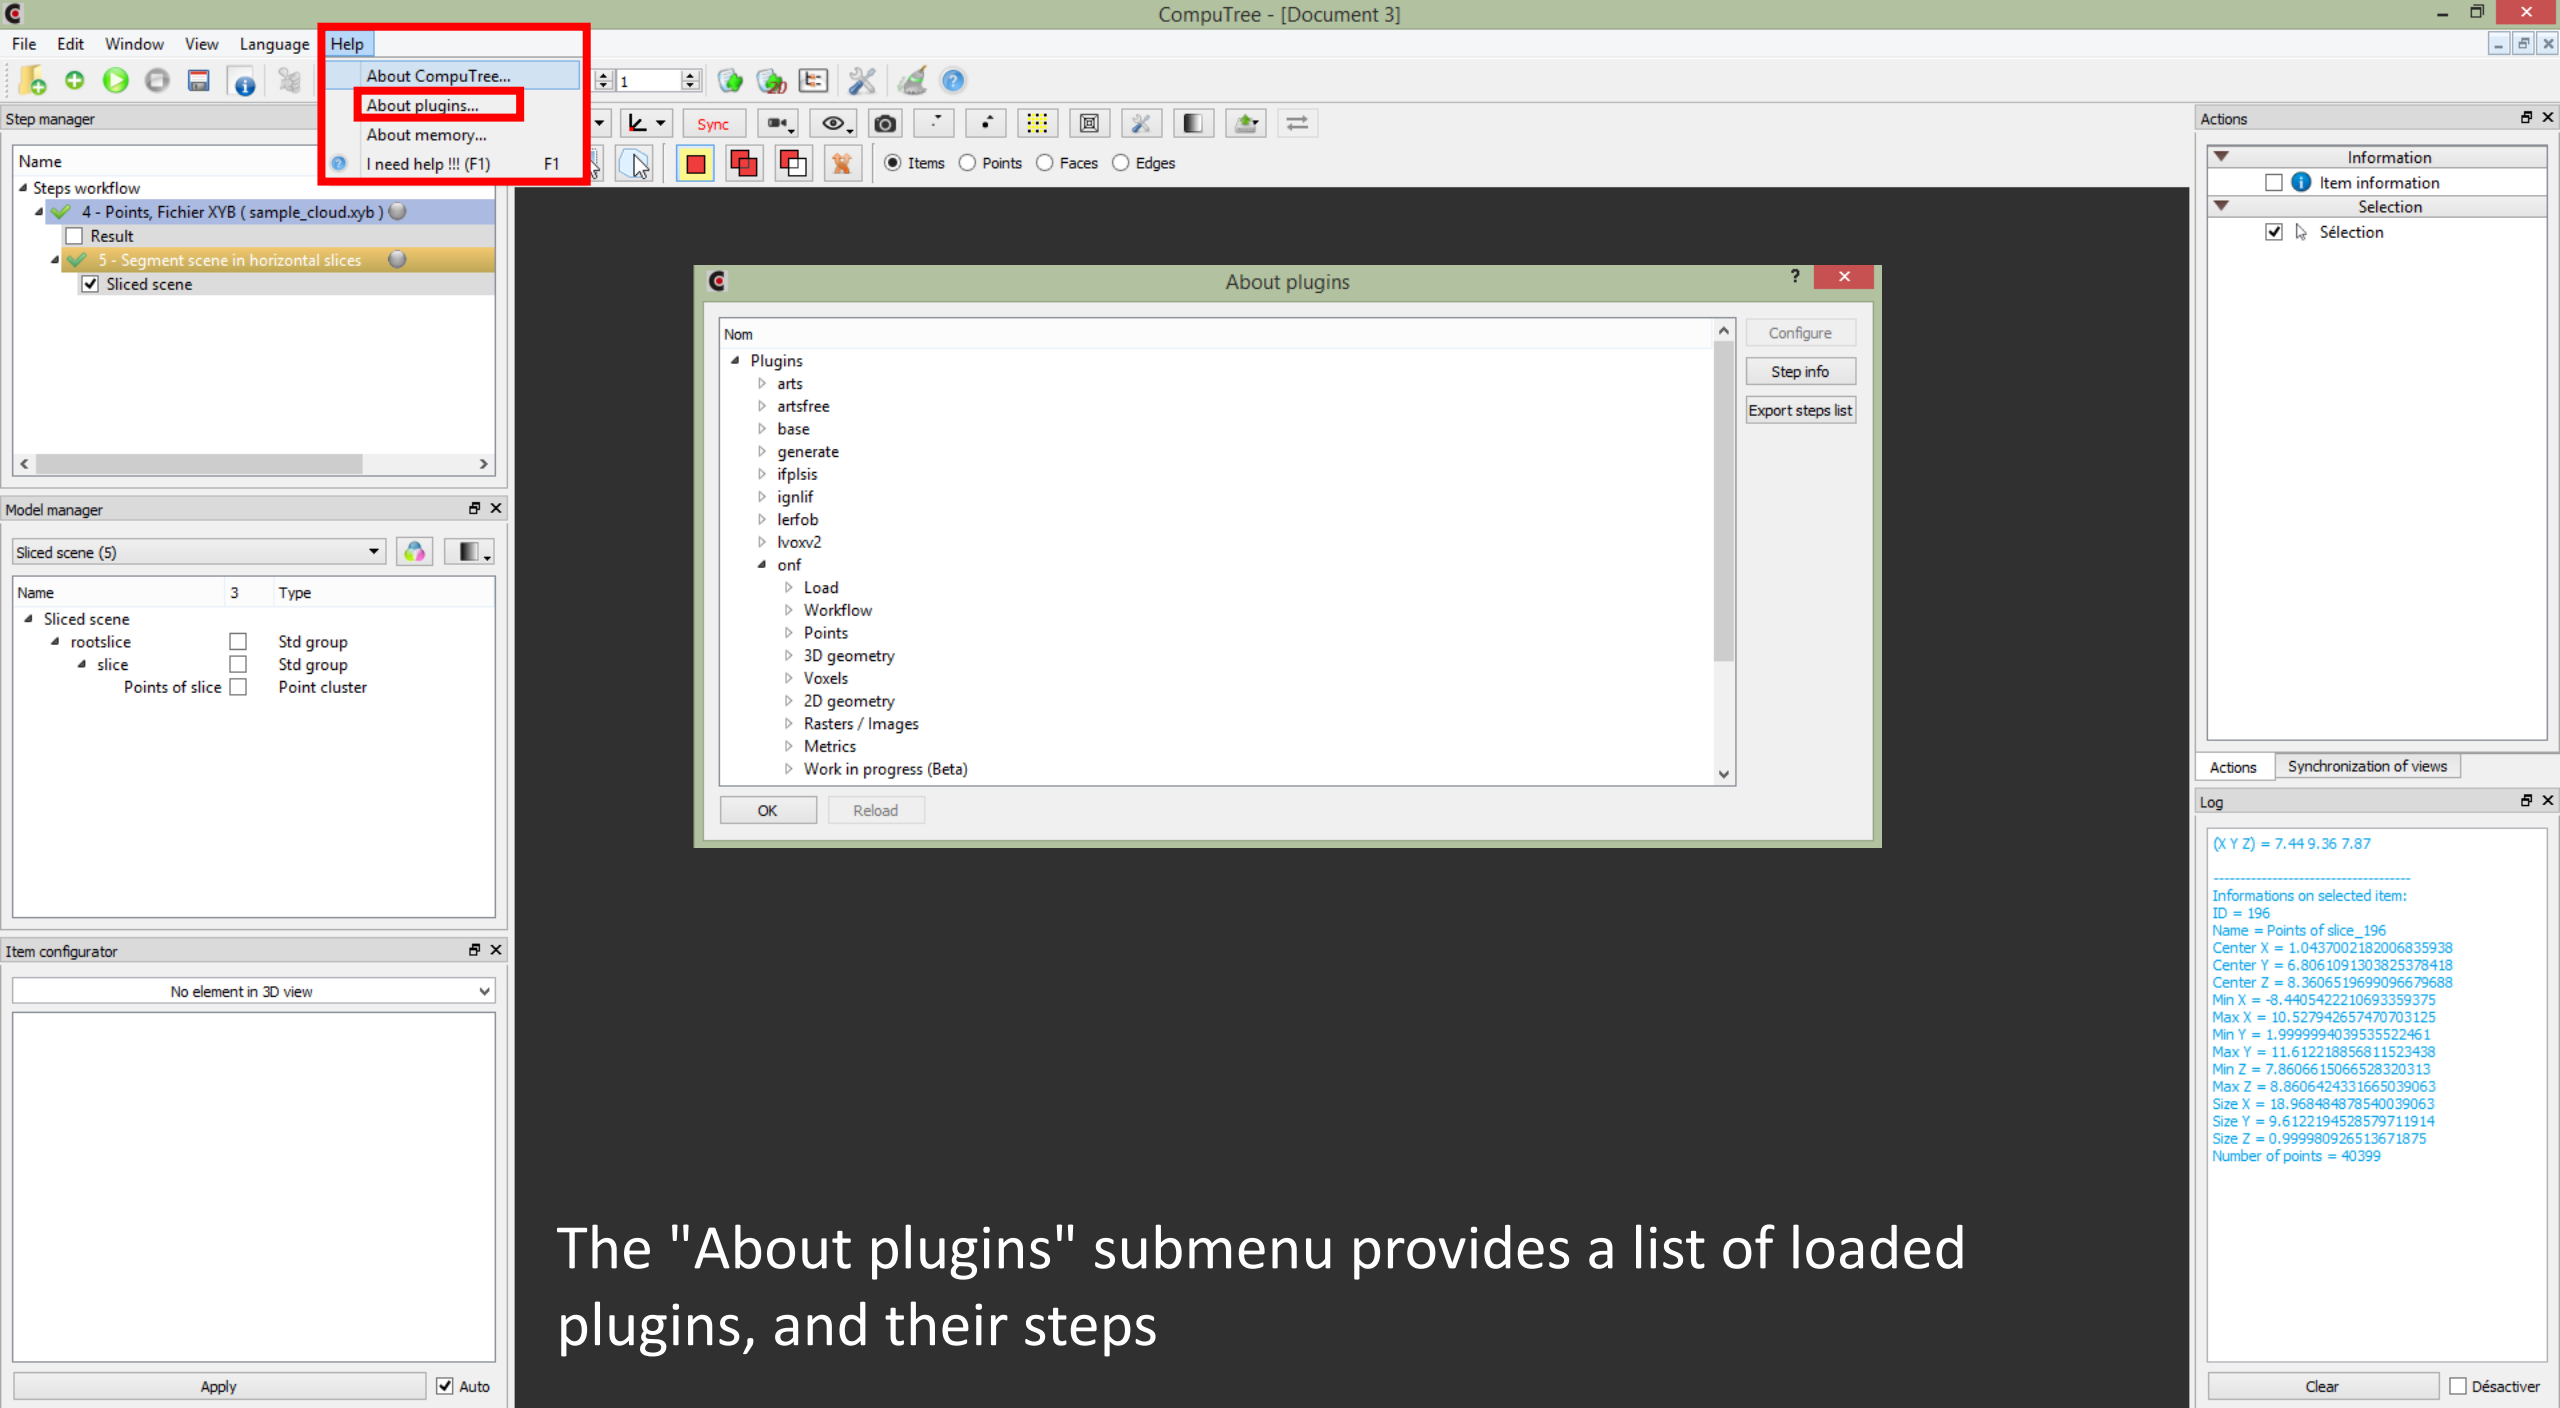 CompuTree - [Document 3]
File Edit Window View Language Help
About CompuTree...
About plugins...
About memory...
I need help !!! (F1) F1
1
2D
Step manager
Name
Steps workflow
4 - Points, Fichier XYB ( sample_cloud.xyb )
Result
5 - Segment scene in horizontal slices
Sliced scene
Sync
Items Points Faces Edges
Model manager
Sliced scene (5)
Name 3 Type
Sliced scene
rootslice Std group
slice Std group
Points of slice Point cluster
Item configurator
No element in 3D view
Apply Auto
About plugins
?
Nom
Plugins
arts
artsfree
base
generate
ifplsis
ignlif
lerfob
lvoxv2
onf
Load
Workflow
Points
3D geometry
Voxels
2D geometry
Rasters / Images
Metrics
Work in progress (Beta)
Configure
Step info
Export steps list
OK Reload
The "About plugins" submenu provides a list of loaded
plugins, and their steps
Actions
Information
Item information
Selection
Sélection
Actions Synchronization of views
Log
(X Y Z) = 7.44 9.36 7.87
--------------------------------------
Informations on selected item:
ID = 196
Name = Points of slice_196
Center X = 1.0437002182006835938
Center Y = 6.8061091303825378418
Center Z = 8.3606519699096679688
Min X = -8.4405422210693359375
Max X = 10.527942657470703125
Min Y = 1.9999994039535522461
Max Y = 11.612218856811523438
Min Z = 7.8606615066528320313
Max Z = 8.8606424331665039063
Size X = 18.968484878540039063
Size Y = 9.6122194528579711914
Size Z = 0.999980926513671875
Number of points = 40399
Clear Désactiver